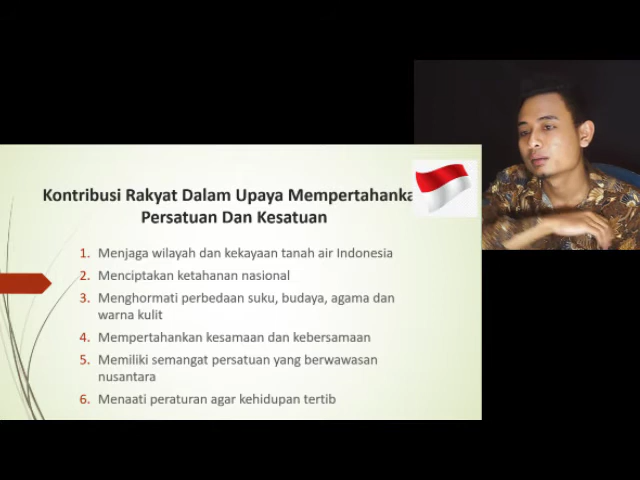 Kontribusi Rakyat Dalam Upaya Mempertahanka
Persatuan Dan Kesatuan
1. Menjaga wilayah dan kekayaan tanah air Indonesia
2. Menciptakan ketahanan nasional
3. Menghormati perbedaan suku, budaya, agama dan
warna kulit
4. Mempertahankan kesamaan dan kebersamaan
5. Memiliki semangat persatuan yang berwawasan
nusantara
6. Menaati peraturan agar kehidupan tertib